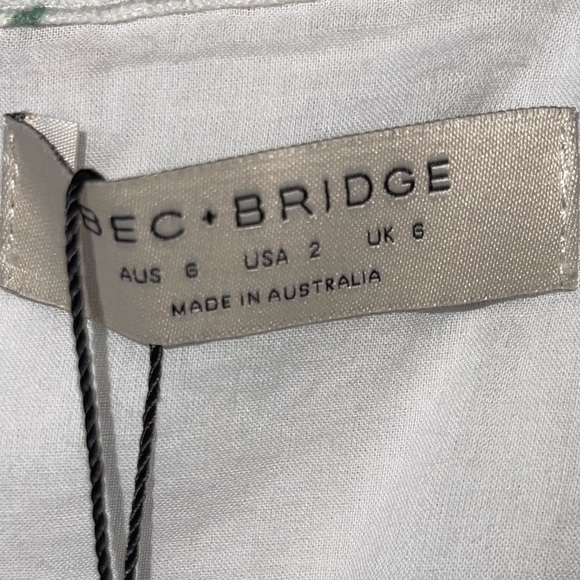 BEC + BRIDGE
AUS 6 USA 2 UK 6
MADE IN AUSTRALIA